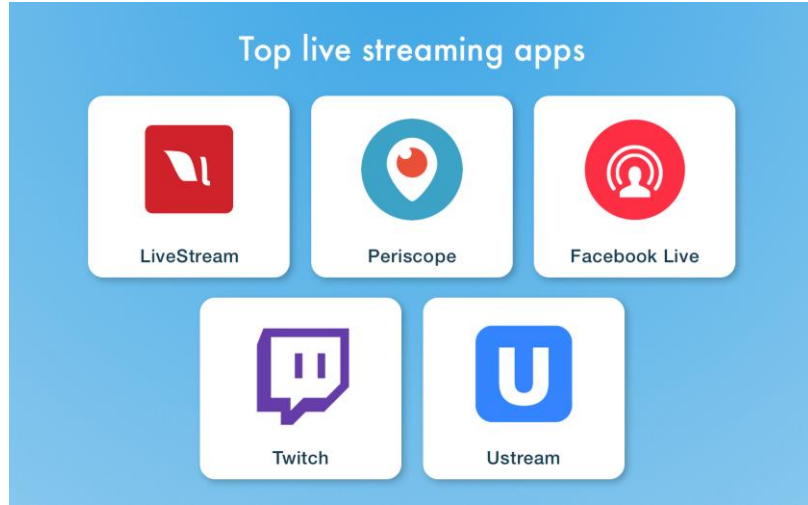 Top live streaming apps
LiveStream
Periscope
Facebook Live
Twitch
U
Ustream